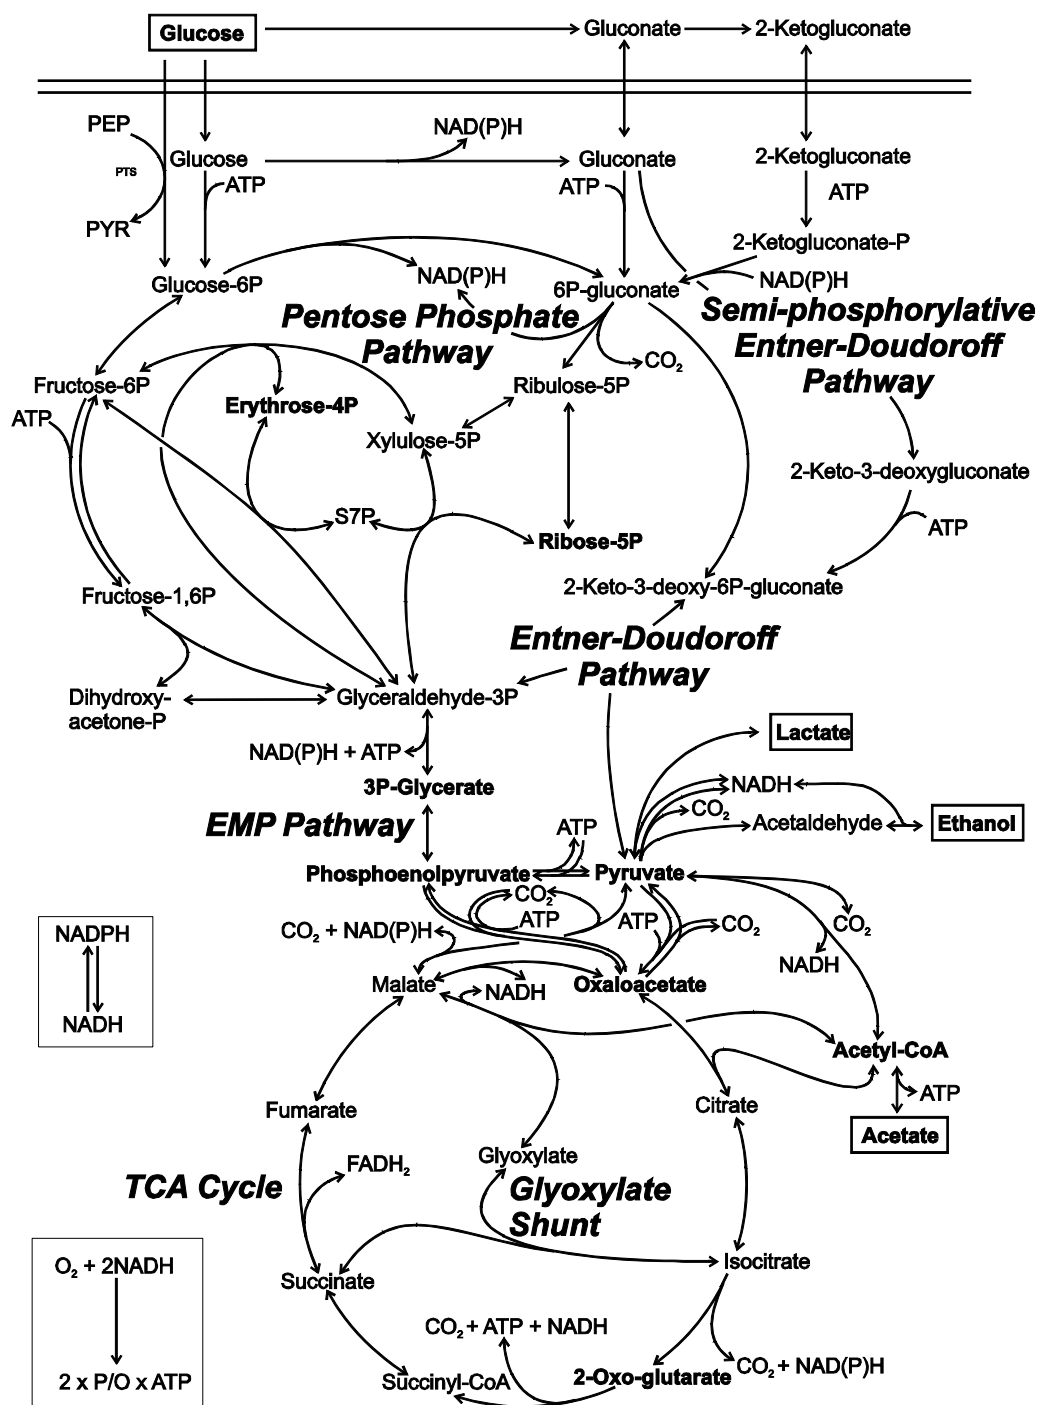 Glucose
Gluconate
2-Ketogluconate
PEP
NAD(P)H
PTS
Glucose
Gluconate
2-Ketogluconate
ATP
ATP
ATP
PYR
2-Ketogluconate-P
Glucose-6P
NAD(P)H
6P-gluconate
NAD(P)H
Pentose Phosphate
Pathway
Semi-phosphorylative
Entner-Doudoroff
Pathway
CO2
Fructose-6P
Ribulose-5P
Erythrose-4P
ATP
Xylulose-5P
2-Keto-3-deoxygluconate
S7P
ATP
Ribose-5P
Fructose-1,6P
2-Keto-3-deoxy-6P-gluconate
Entner-Doudoroff
Pathway
Dihydroxy-
acetone-P
Glyceraldehyde-3P
Lactate
NAD(P)H + ATP
3P-Glycerate
NADH
CO2
EMP Pathway
ATP
Acetaldehyde
Ethanol
Phosphoenolpyruvate
Pyruvate
CO2
CO2 + NAD(P)H
ATP
ATP
CO2
CO2
NADPH
NADH
NADH
Malate
NADH
Oxaloacetate
Acetyl-CoA
ATP
Fumarate
Citrate
Acetate
Glyoxylate
FADH2
TCA Cycle
Glyoxylate
Shunt
O2 + 2NADH
2 x P/O x ATP
Succinate
Isocitrate
CO2 + ATP + NADH
CO2 + NAD(P)H
Succinyl-CoA
2-Oxo-glutarate